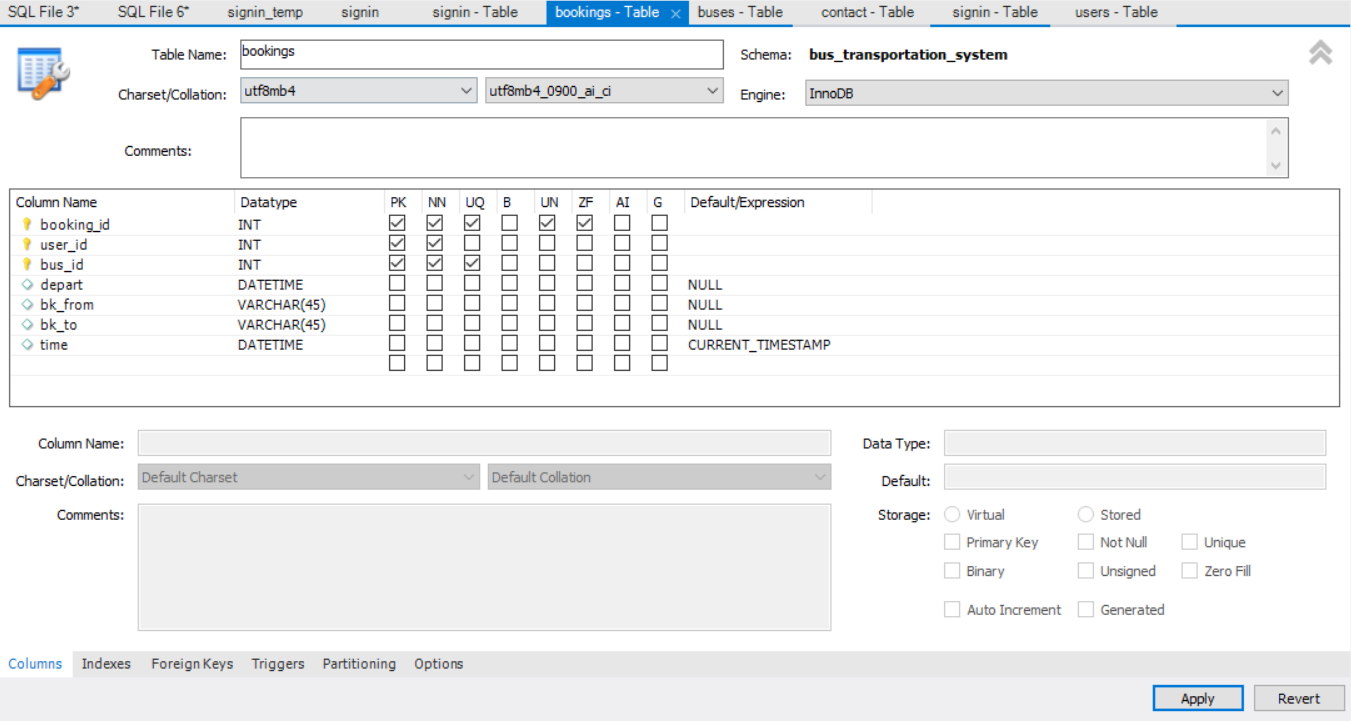 SQL File 3* SQL File 6* signin_temp signin signin - Table bookings - Table buses - Table contact - Table signin - Table users - Table
Table Name: bookings Schema: bus_transportation_system
Charset/Collation: utf8mb4 utf8mb4_0900_ai_ci Engine: InnoDB
Comments:
Column Name Datatype PK NN UQ B UN ZF AI G Default/Expression
booking_id INT
user_id INT
bus_id INT
depart DATETIME NULL
bk_from VARCHAR(45) NULL
bk_to VARCHAR(45) NULL
time DATETIME CURRENT_TIMESTAMP
Column Name: Data Type:
Charset/Collation: Default Charset Default Collation Default:
Comments: Storage: Virtual Stored
Primary Key Not Null Unique
Binary Unsigned Zero Fill
Auto Increment Generated
Columns Indexes Foreign Keys Triggers Partitioning Options
Apply Revert